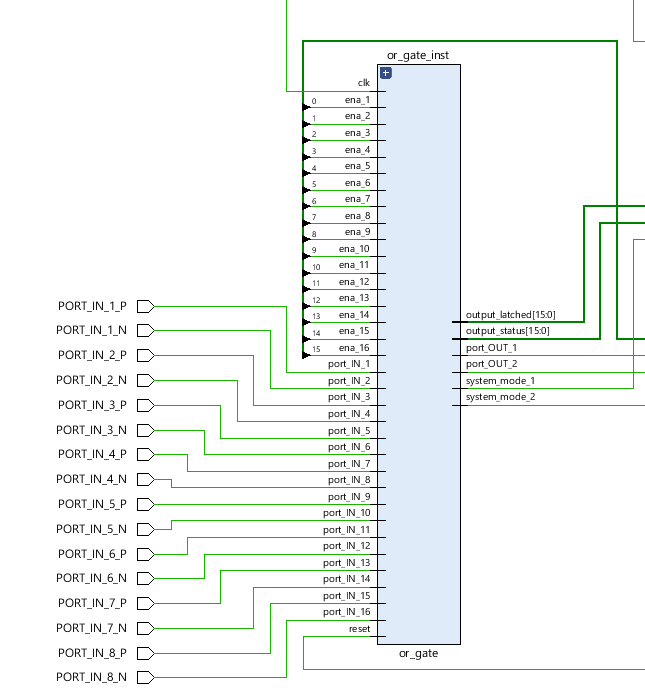 or_gate_inst
clk
0 ena_1
1 ena_2
2 ena_3
3 ena_4
4 ena_5
5 ena_6
6 ena_7
7 ena_8
8 ena_9
9 ena_10
10 ena_11
11 ena_12
12 ena_13
13 ena_14
14 ena_15
15 ena_16
port_IN_1
port_IN_2
port_IN_3
port_IN_4
port_IN_5
port_IN_6
port_IN_7
port_IN_8
port_IN_9
port_IN_10
port_IN_11
port_IN_12
port_IN_13
port_IN_14
port_IN_15
port_IN_16
reset
PORT_IN_1_P
PORT_IN_1_N
PORT_IN_2_P
PORT_IN_2_N
PORT_IN_3_P
PORT_IN_3_N
PORT_IN_4_P
PORT_IN_4_N
PORT_IN_5_P
PORT_IN_5_N
PORT_IN_6_P
PORT_IN_6_N
PORT_IN_7_P
PORT_IN_7_N
PORT_IN_8_P
PORT_IN_8_N
output_latched[15:0]
output_status[15:0]
port_OUT_1
port_OUT_2
system_mode_1
system_mode_2
or_gate